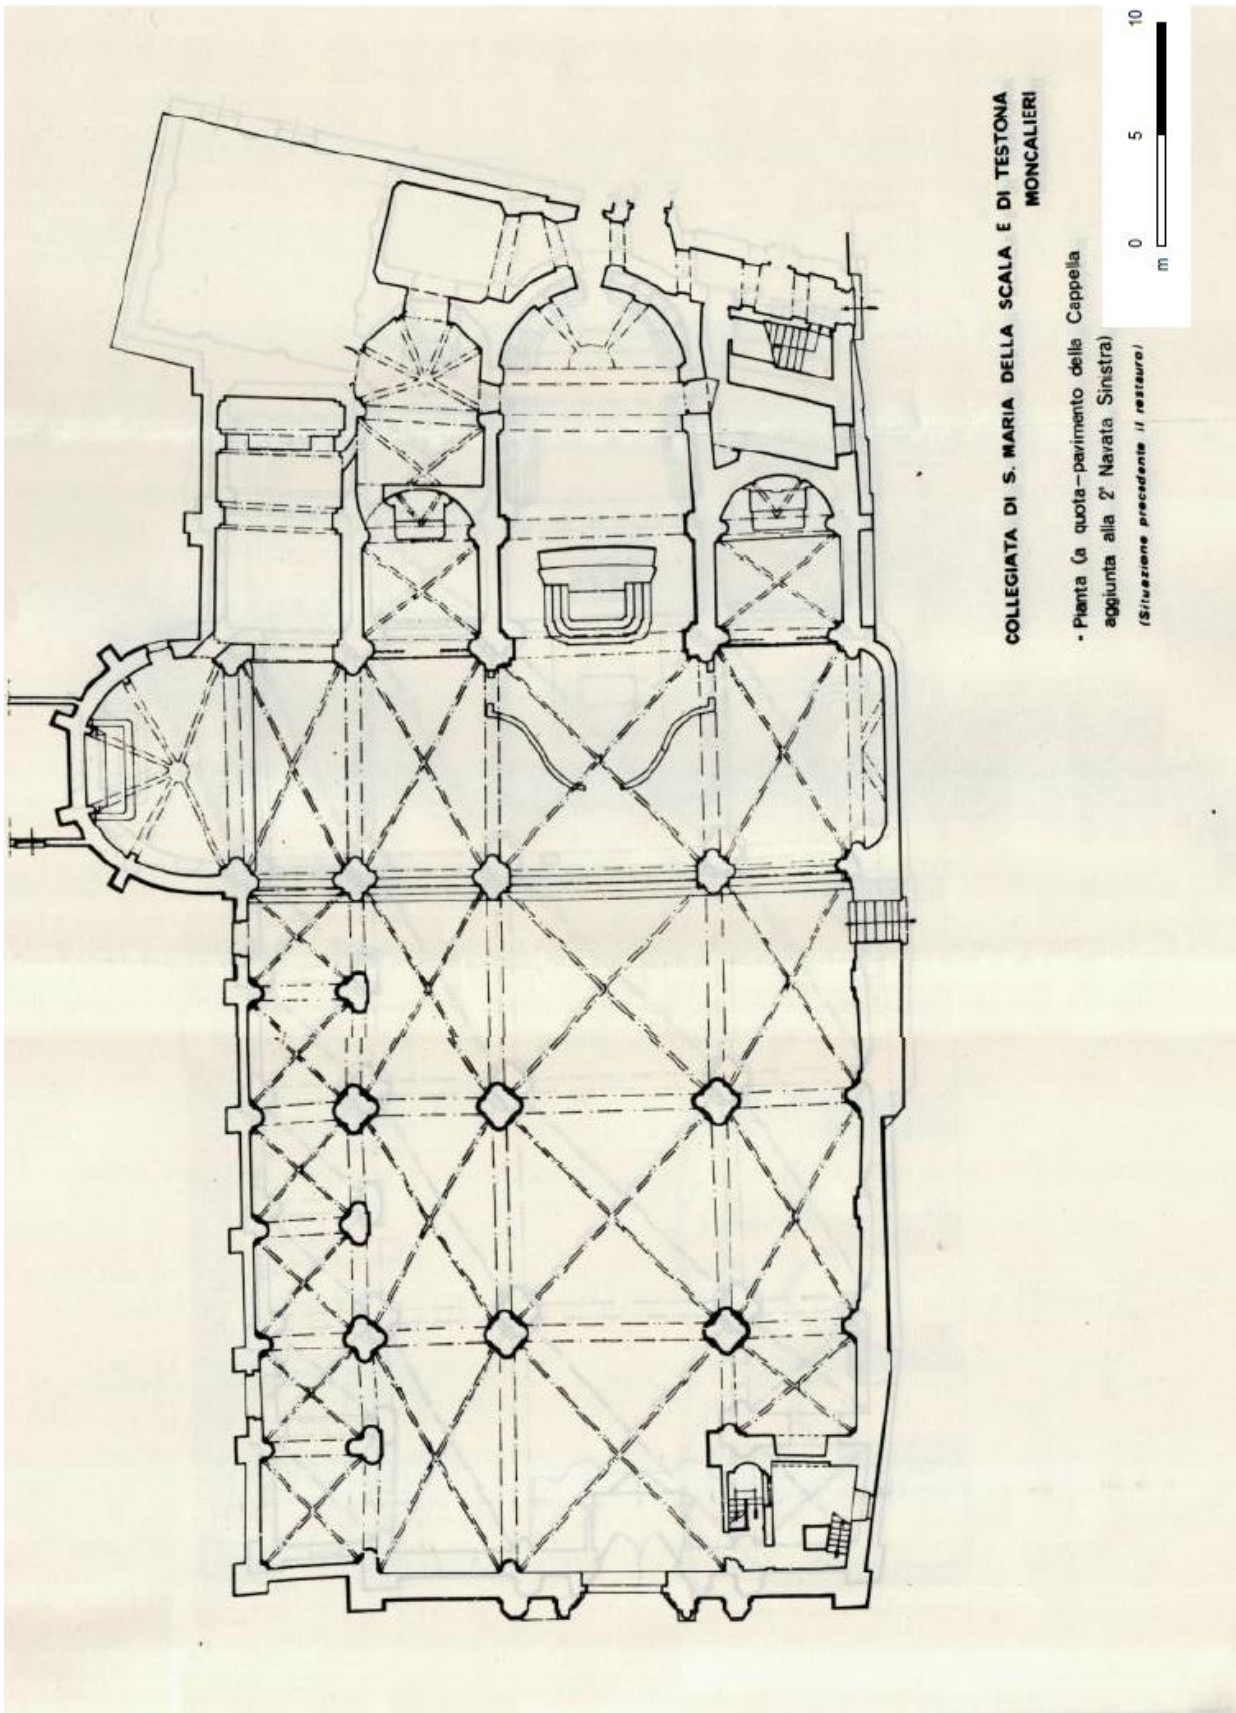 COLLEGIATA DI S. MARIA DELLA SCALA E DI TESTONA
MONCALIERI
• Pianta (a quota-pavimento della Cappella
aggiunta alla 2ª Navata Sinistra)
(Situazione precedente il restauro)
0 5 10
m